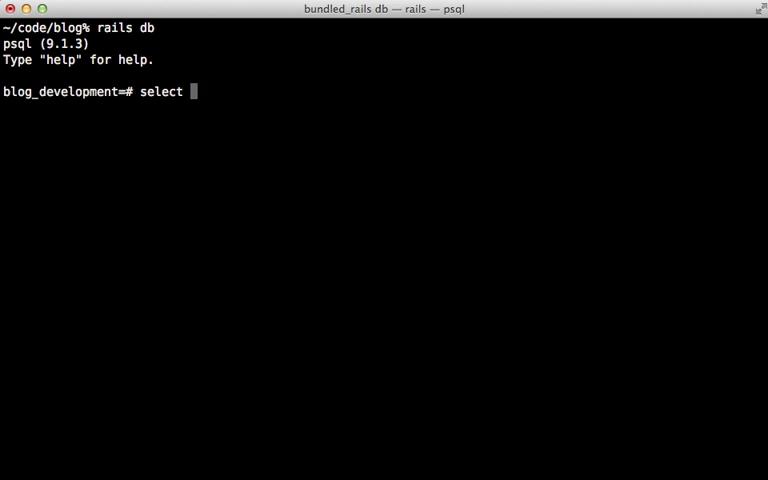 bundled_rails db — rails — psql
~/code/blog% rails db
psql (9.1.3)
Type "help" for help.
blog_development=# select